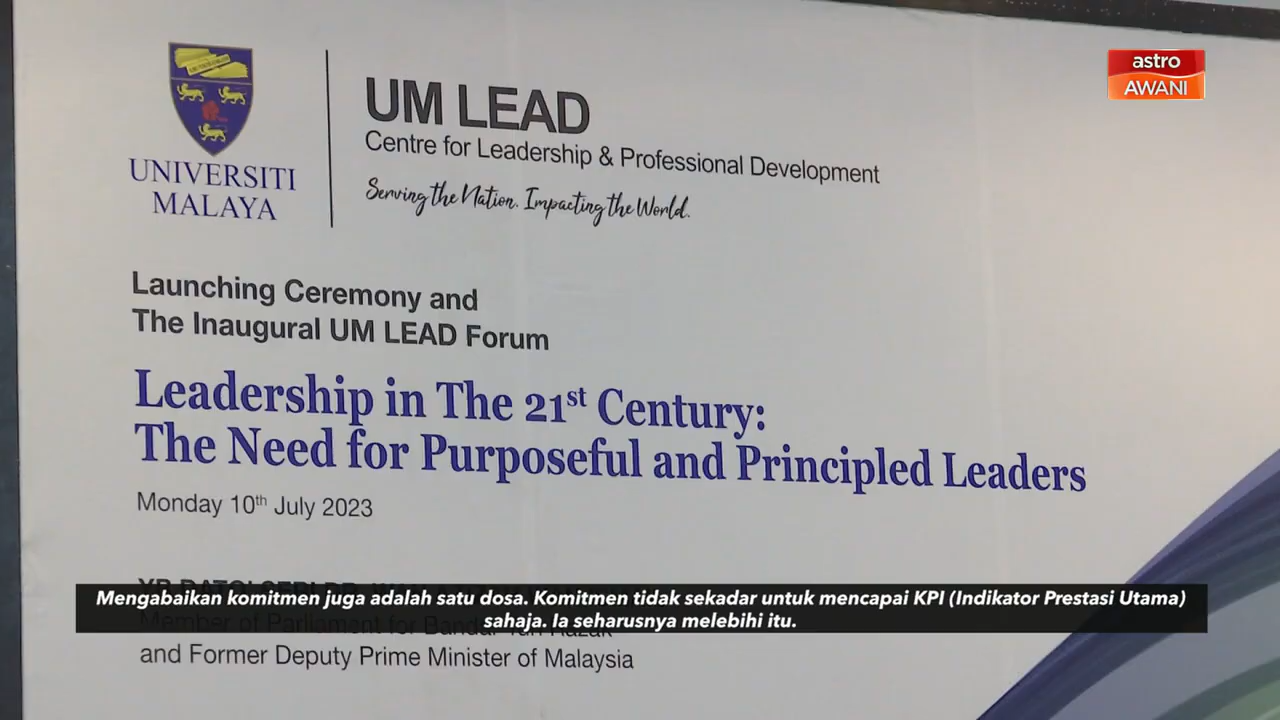 astro
AWANI
UM LEAD
Centre for Leadership & Professional Development
Serving the Nation. Impacting the World.
UNIVERSITI
MALAYA
Launching Ceremony and
The Inaugural UM LEAD Forum
Leadership in The 21st Century:
The Need for Purposeful and Principled Leaders
Monday 10th July 2023
Mengabaikan komitmen juga adalah satu dosa. Komitmen tidak sekadar untuk mencapai KPI (Indikator Prestasi Utama)
sahaja. Ia seharusnya melebihi itu.
Member of Parliament for Bandar Tun Razak
and Former Deputy Prime Minister of Malaysia